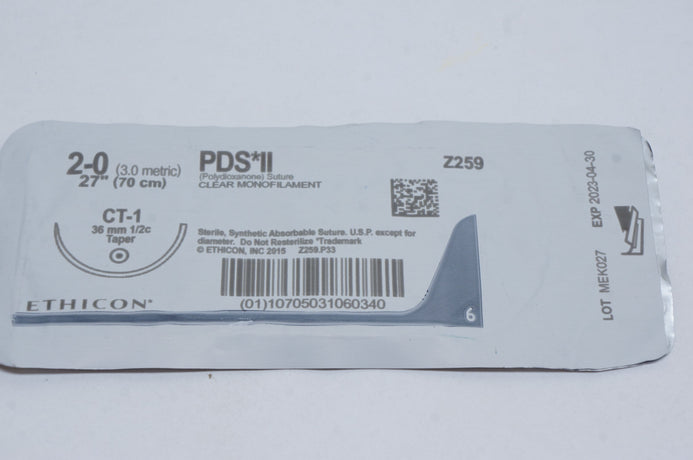 2-0 (3.0 metric)
27" (70 cm)
PDS*II
(Polydioxanone) Suture
CLEAR MONOFILAMENT
Z259
CT-1
36 mm 1/2c
Taper
Sterile, Synthetic Absorbable Suture. U.S.P. except for
diameter. Do Not Resterilize *Trademark
© ETHICON, INC 2015 Z259.P33
ETHICON*
(01)10705031060340
6
LOT MEK027 EXP 2023-04-30